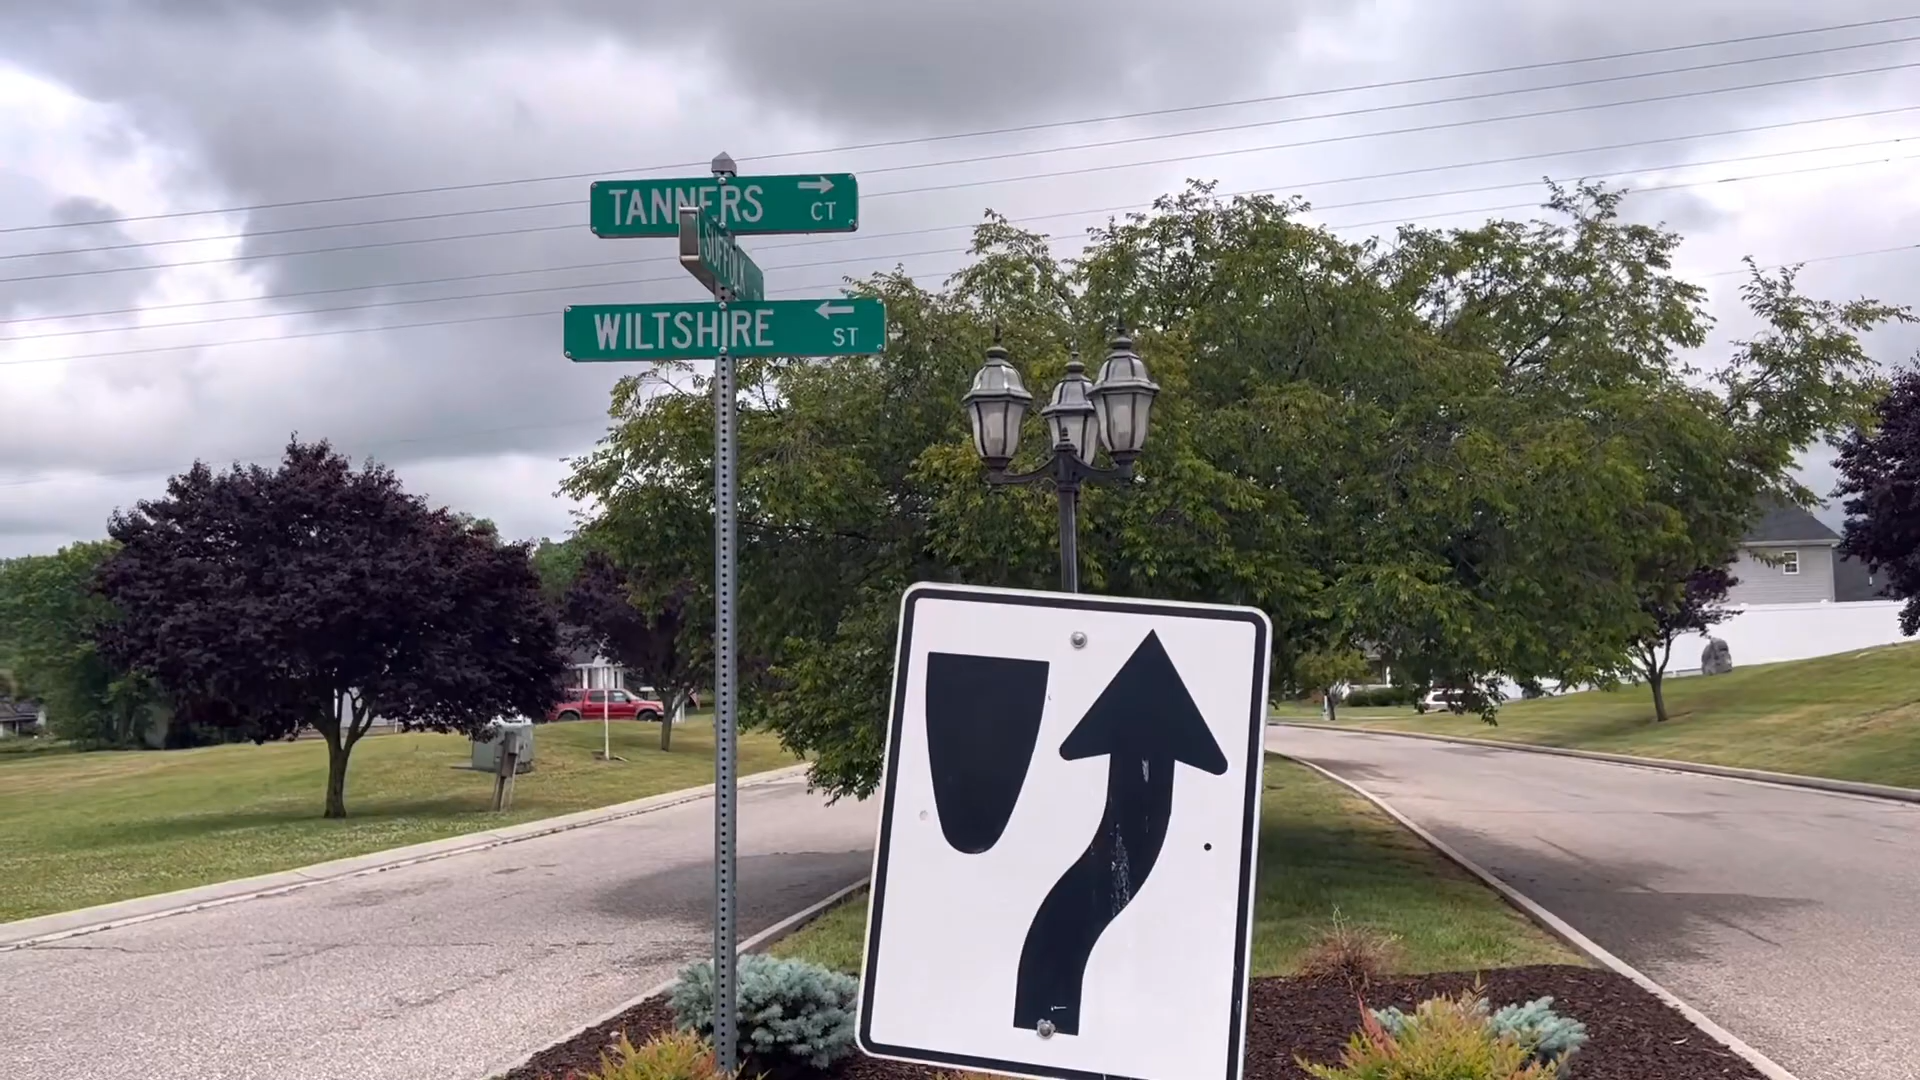 TANNERS →
CT
SUFFOLK
WILTSHIRE ←
ST